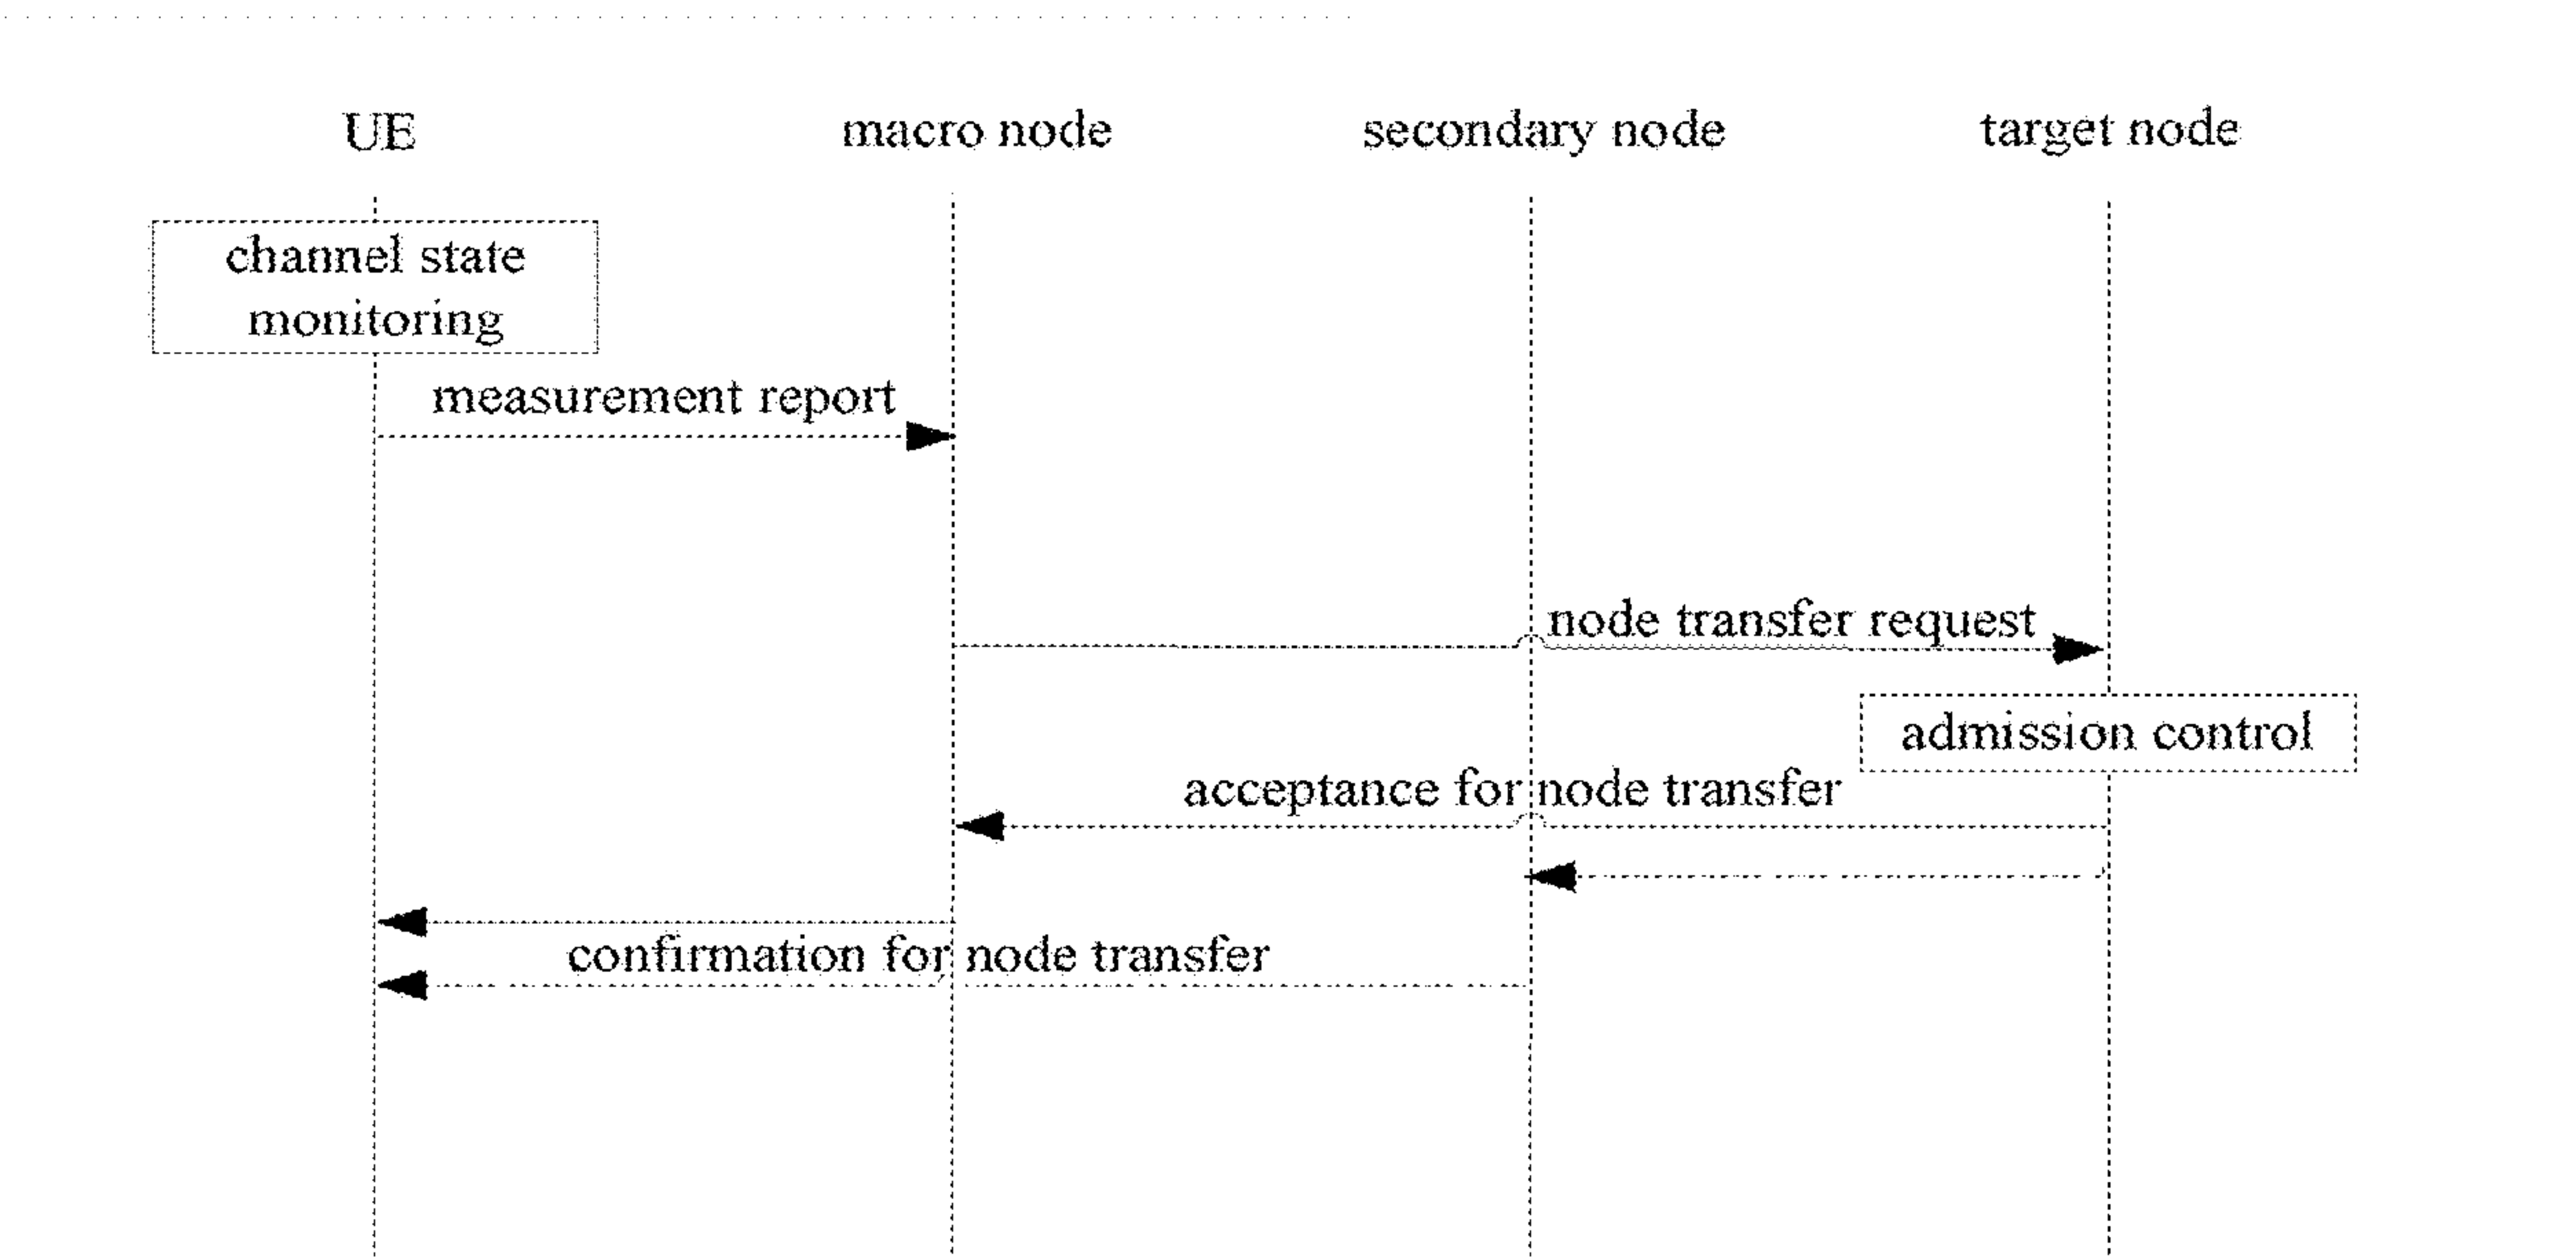 UE
macro node
secondary node
target node
channel state
monitoring
measurement report
node transfer request
admission control
acceptance for node transfer
confirmation for node transfer